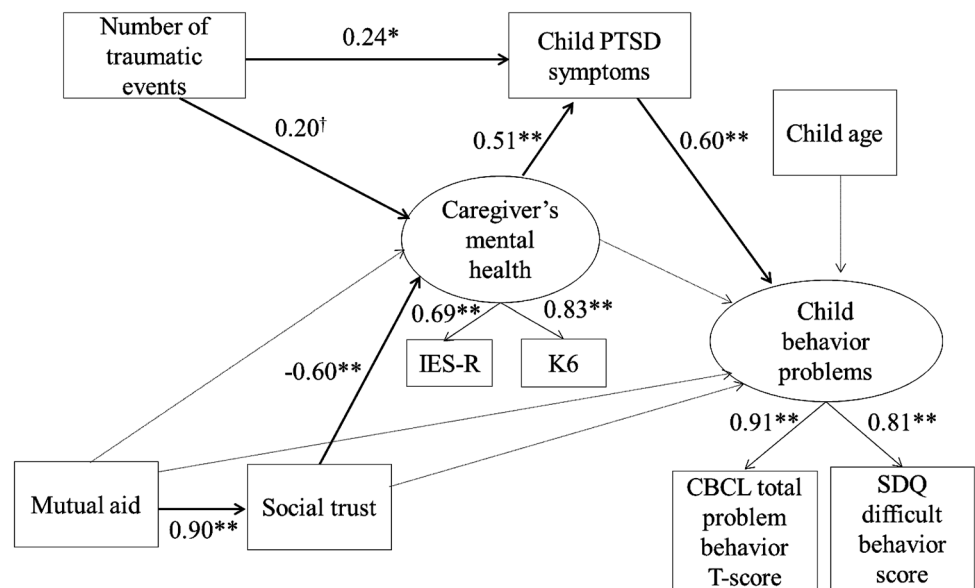 Number of
traumatic
events
0.24*
Child PTSD
symptoms
0.20†
0.51**
0.60**
Child age
Caregiver’s
mental
health
0.69**
0.83**
IES-R
K6
Child
behavior
problems
-0.60**
0.91**
0.81**
Mutual aid
0.90**
Social trust
CBCL total
problem
behavior
T-score
SDQ
difficult
behavior
score